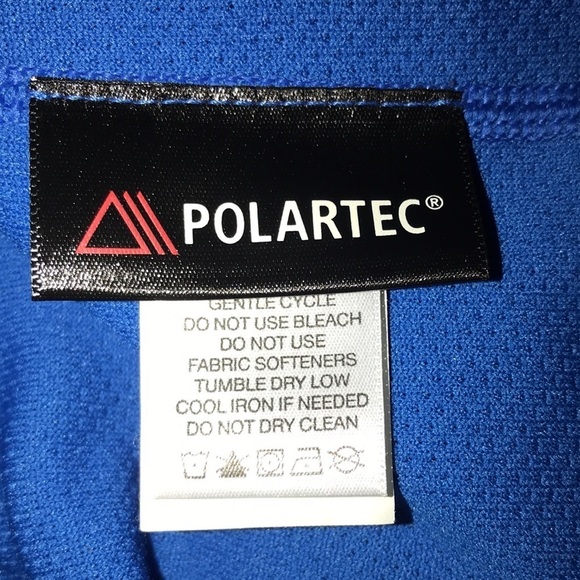 POLARTEC®
GENTLE CYCLE
DO NOT USE BLEACH
DO NOT USE
FABRIC SOFTENERS
TUMBLE DRY LOW
COOL IRON IF NEEDED
DO NOT DRY CLEAN